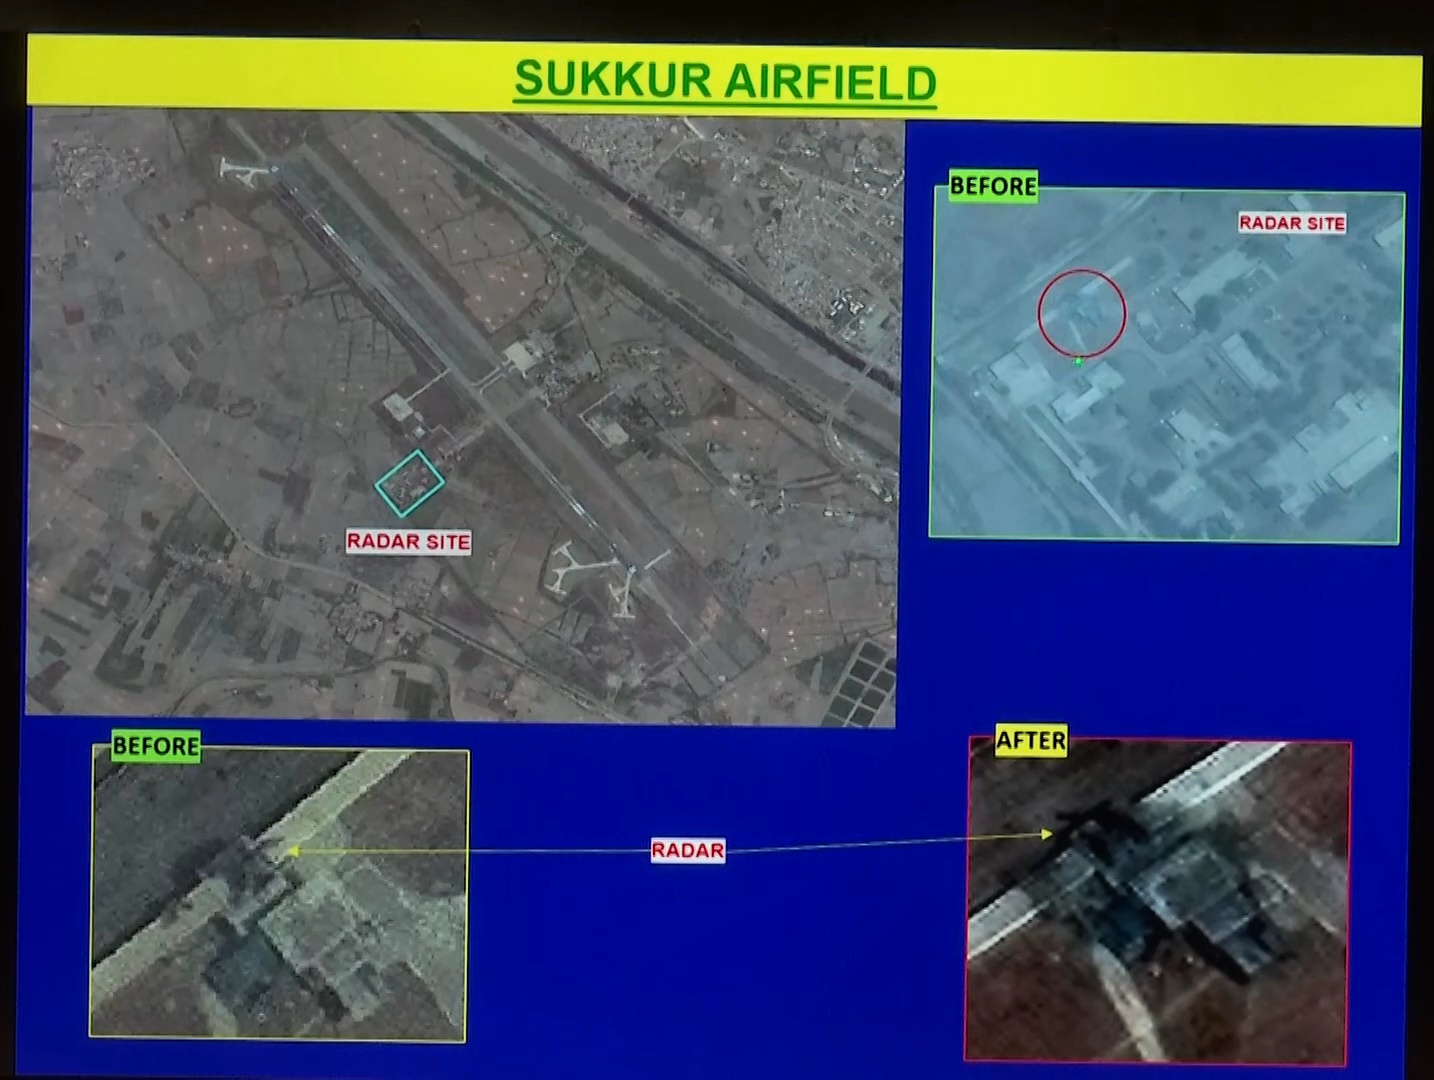 SUKKUR AIRFIELD
BEFORE
RADAR SITE
RADAR SITE
BEFORE
AFTER
RADAR